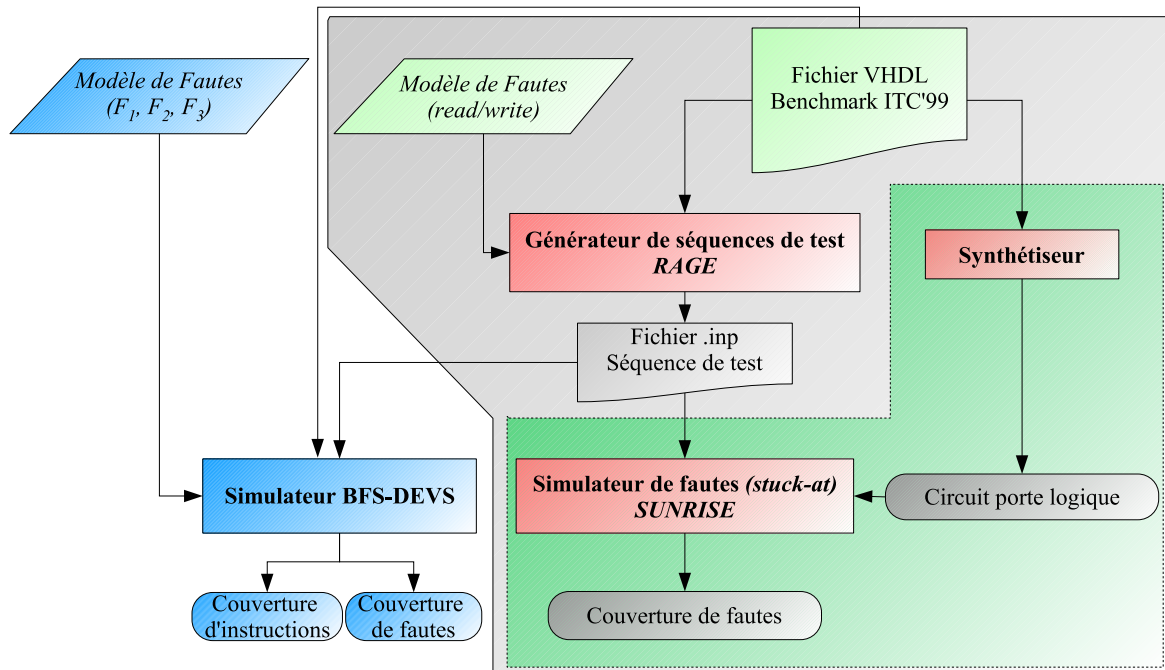 Modèle de Fautes
(F1, F2, F3)
Modèle de Fautes
(read/write)
Fichier VHDL
Benchmark ITC'99
Générateur de séquences de test
RAGE
Synthétiseur
Fichier .inp
Séquence de test
Simulateur BFS-DEVS
Simulateur de fautes (stuck-at)
SUNRISE
Circuit porte logique
Couverture
d'instructions
Couverture
de fautes
Couverture de fautes